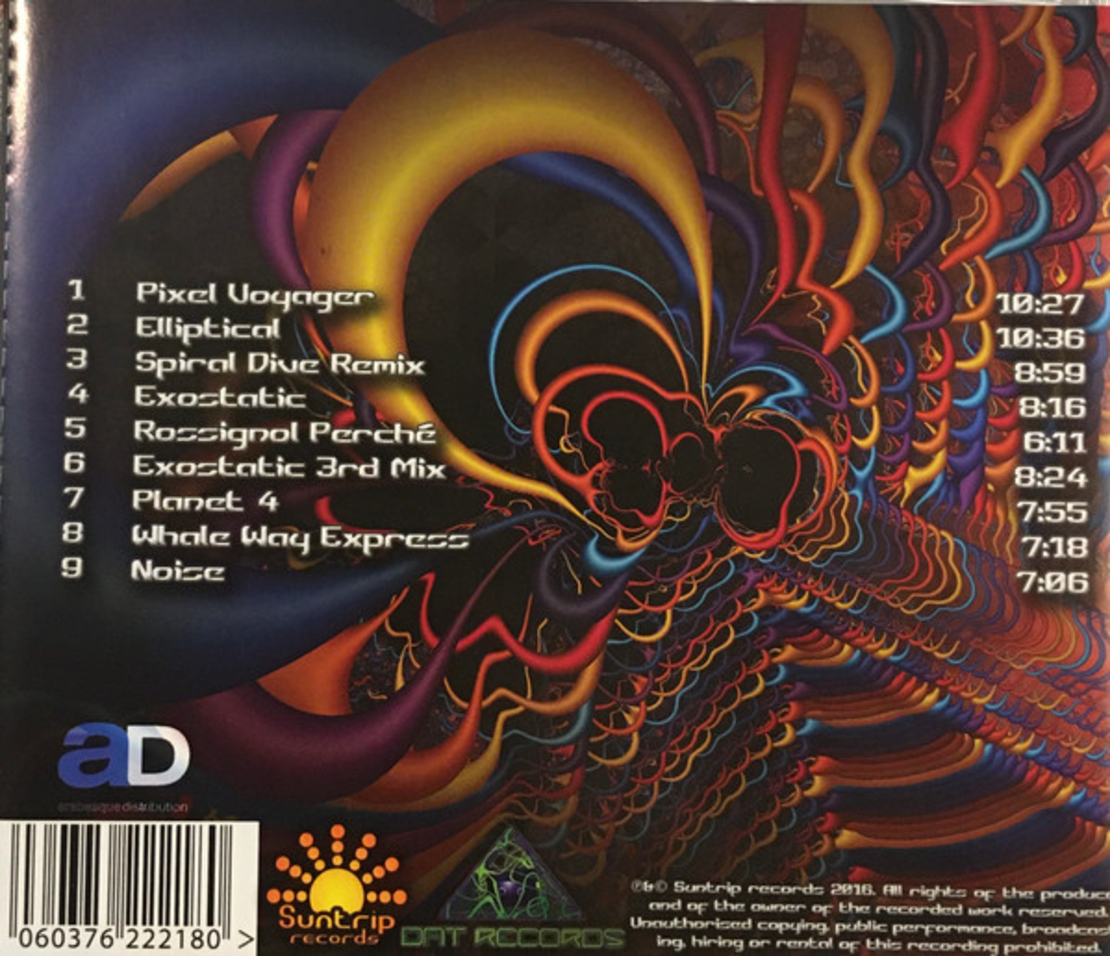 1 Pixel Voyager 10:27
2 Elliptical 10:36
3 Spiral Dive Remix 8:59
4 Exostatic 8:16
5 Rossignol Perché 6:11
6 Exostatic 3rd Mix 8:24
7 Planet 4 7:55
8 Whale Way Express 7:18
9 Noise 7:06
aD
arabesquedistribution
060376 222180 >
Suntrip
records
DAT RECORDS
℗&© Suntrip records 2016. All rights of the produc
and of the owner of the recorded work reserved.
Unauthorised copying, public performance, broadcast
ing, hiring or rental of this recording prohibited.